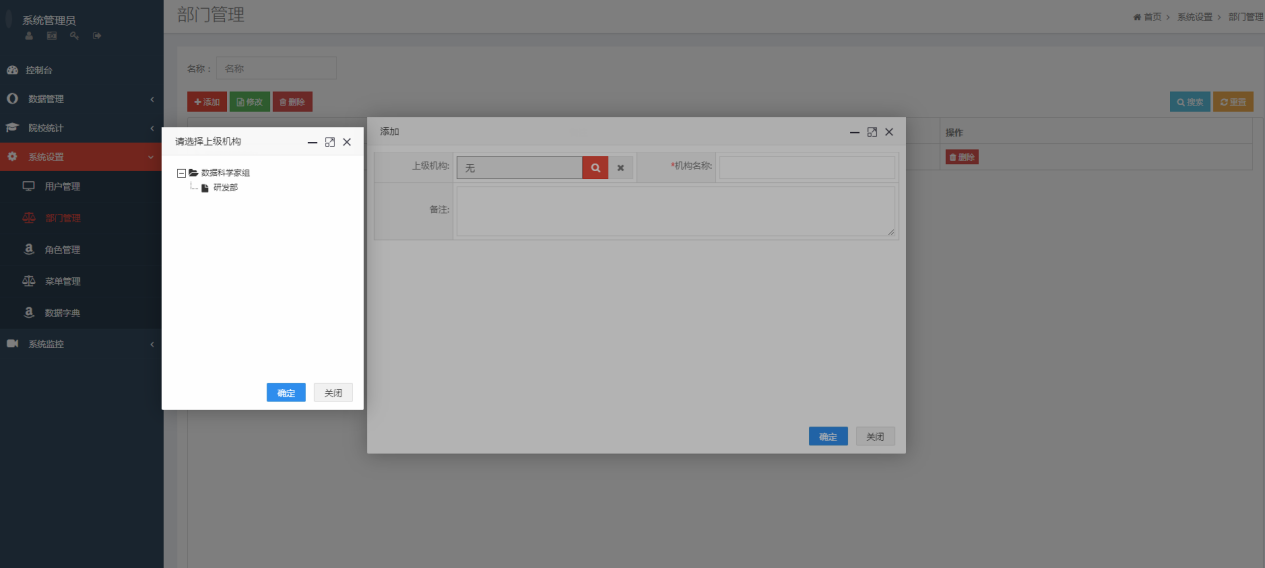 系统管理员
部门管理
首页 > 系统设置 > 部门管理
控制台
数据管理
院校统计
系统设置
用户管理
部门管理
角色管理
菜单管理
数据字典
系统监控
名称： 名称
添加 修改 删除
搜索
操作
删除
请选择上级机构
数据科学家组
研发部
确定 关闭
添加
上级机构: 无 *机构名称:
备注:
确定 关闭